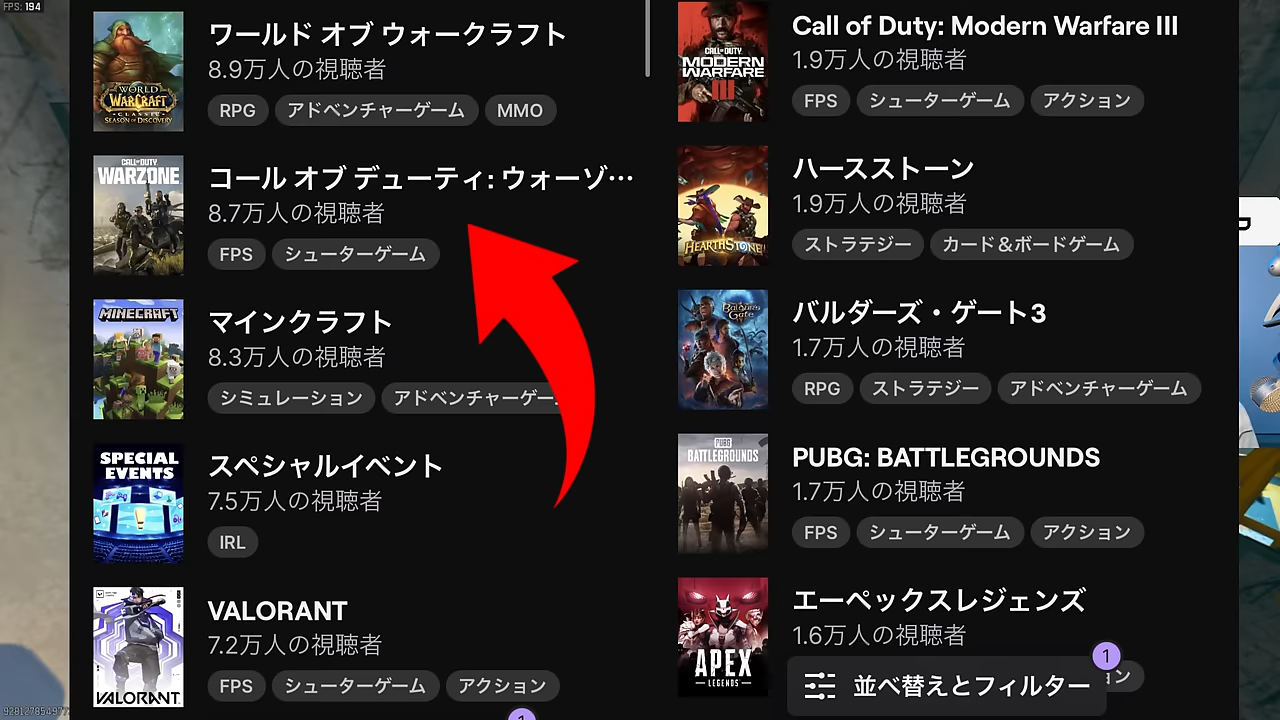 FPS: 194
ワールド オブ ウォークラフト
8.9万人の視聴者
RPG
アドベンチャーゲーム
MMO
WORLD
WARCRAFT
CLASSIC
SEASON OF DISCOVERY
コール オブ デューティ: ウォーゾ…
8.7万人の視聴者
FPS
シューターゲーム
CALL OF DUTY
WARZONE
マインクラフト
8.3万人の視聴者
シミュレーション
アドベンチャーゲー
MINECRAFT
スペシャルイベント
7.5万人の視聴者
IRL
SPECIAL
EVENTS
VALORANT
7.2万人の視聴者
FPS
シューターゲーム
アクション
VALORANT
1
Call of Duty: Modern Warfare III
1.9万人の視聴者
FPS
シューターゲーム
アクション
CALL OF DUTY
MODERN
WARFARE
III
ハースストーン
1.9万人の視聴者
ストラテジー
カード＆ボードゲーム
HEARTHSTONE
バルダーズ・ゲート3
1.7万人の視聴者
RPG
ストラテジー
アドベンチャーゲーム
Baldur's
Gate
PUBG: BATTLEGROUNDS
1.7万人の視聴者
FPS
シューターゲーム
アクション
PUBG
BATTLEGROUNDS
エーペックスレジェンズ
1.6万人の視聴者
APEX
LEGENDS
ン
1
並べ替えとフィルター